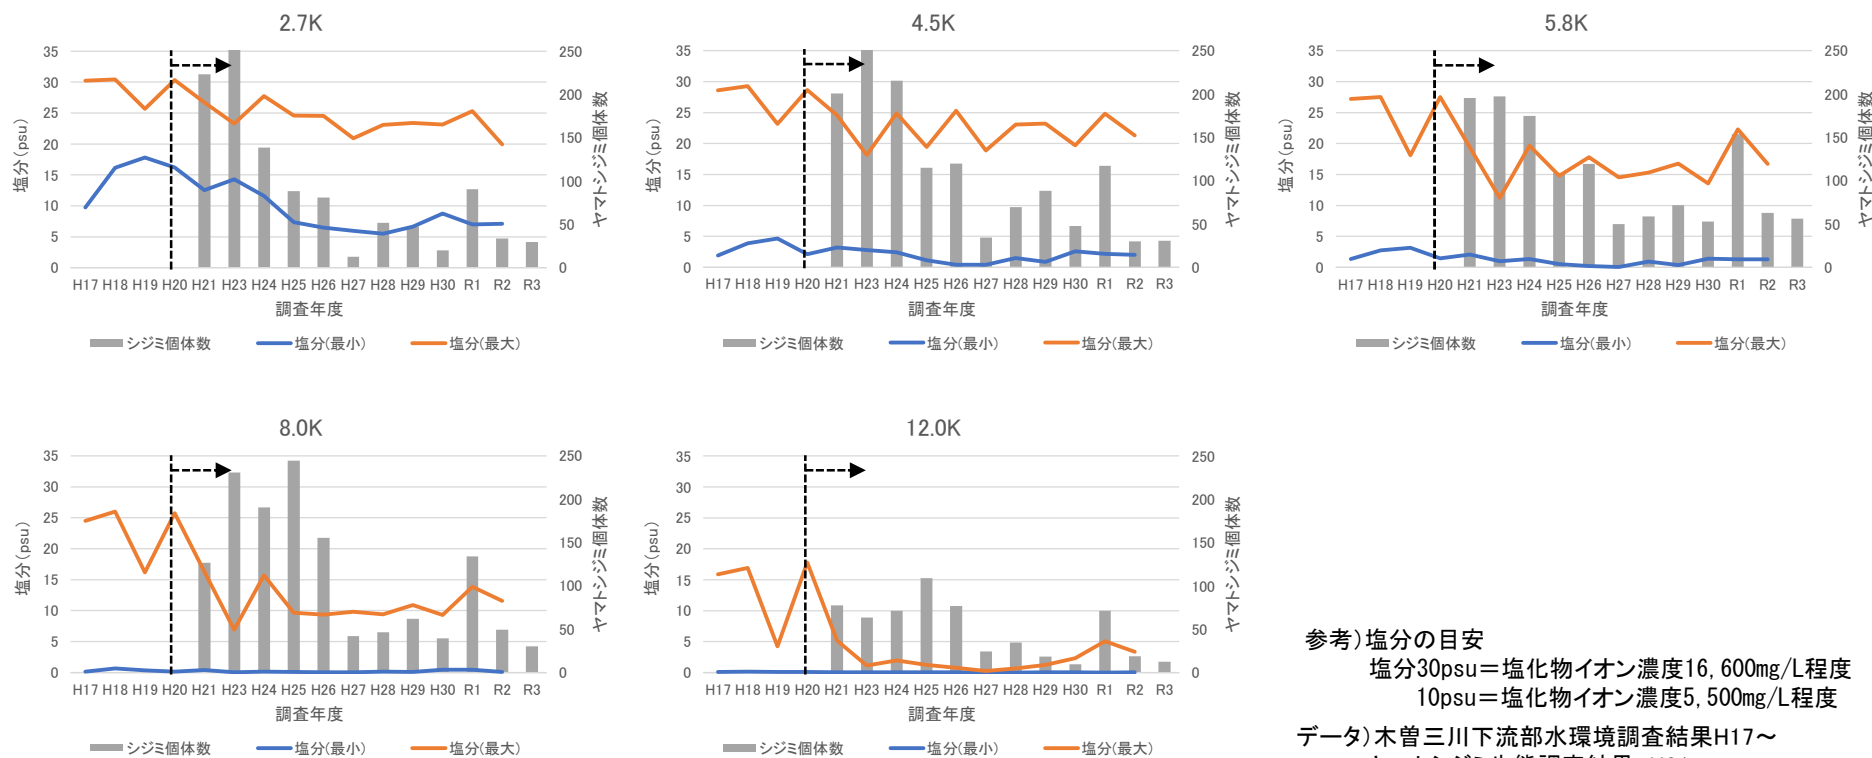 2.7K
35
30
25
20
15
10
5
0
塩分(psu)
250
200
150
100
50
0
ヤマトシジミ個体数
H17 H18 H19 H20 H21 H23 H24 H25 H26 H27 H28 H29 H30 R1 R2 R3
調査年度
シジミ個体数 塩分(最小) 塩分(最大)
4.5K
35
30
25
20
15
10
5
0
塩分(psu)
250
200
150
100
50
0
ヤマトシジミ個体数
H17 H18 H19 H20 H21 H23 H24 H25 H26 H27 H28 H29 H30 R1 R2 R3
調査年度
シジミ個体数 塩分(最小) 塩分(最大)
5.8K
35
30
25
20
15
10
5
0
塩分(psu)
250
200
150
100
50
0
ヤマトシジミ個体数
H17 H18 H19 H20 H21 H23 H24 H25 H26 H27 H28 H29 H30 R1 R2 R3
調査年度
シジミ個体数 塩分(最小) 塩分(最大)
8.0K
35
30
25
20
15
10
5
0
塩分(psu)
250
200
150
100
50
0
ヤマトシジミ個体数
H17 H18 H19 H20 H21 H23 H24 H25 H26 H27 H28 H29 H30 R1 R2 R3
調査年度
シジミ個体数 塩分(最小) 塩分(最大)
12.0K
35
30
25
20
15
10
5
0
塩分(psu)
250
200
150
100
50
0
ヤマトシジミ個体数
H17 H18 H19 H20 H21 H23 H24 H25 H26 H27 H28 H29 H30 R1 R2 R3
調査年度
シジミ個体数 塩分(最小) 塩分(最大)
参考)塩分の目安
塩分30psu=塩化物イオン濃度16,600mg/L程度
10psu=塩化物イオン濃度5,500mg/L程度
データ)木曽三川下流部水環境調査結果H17~